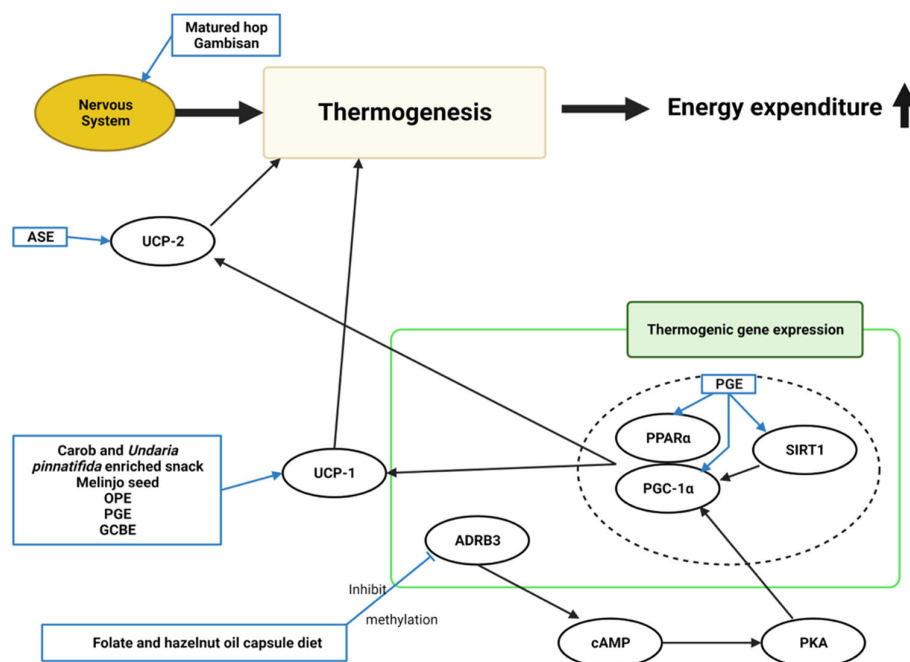 Matured hop
Gambisan
Nervous
System
Thermogenesis
Energy expenditure
ASE
UCP-2
Thermogenic gene expression
PGE
PPARα
SIRT1
PGC-1α
Carob and Undaria
pinnatifida enriched snack
Melinjo seed
OPE
PGE
GCBE
UCP-1
ADRB3
Inhibit
methylation
Folate and hazelnut oil capsule diet
cAMP
PKA